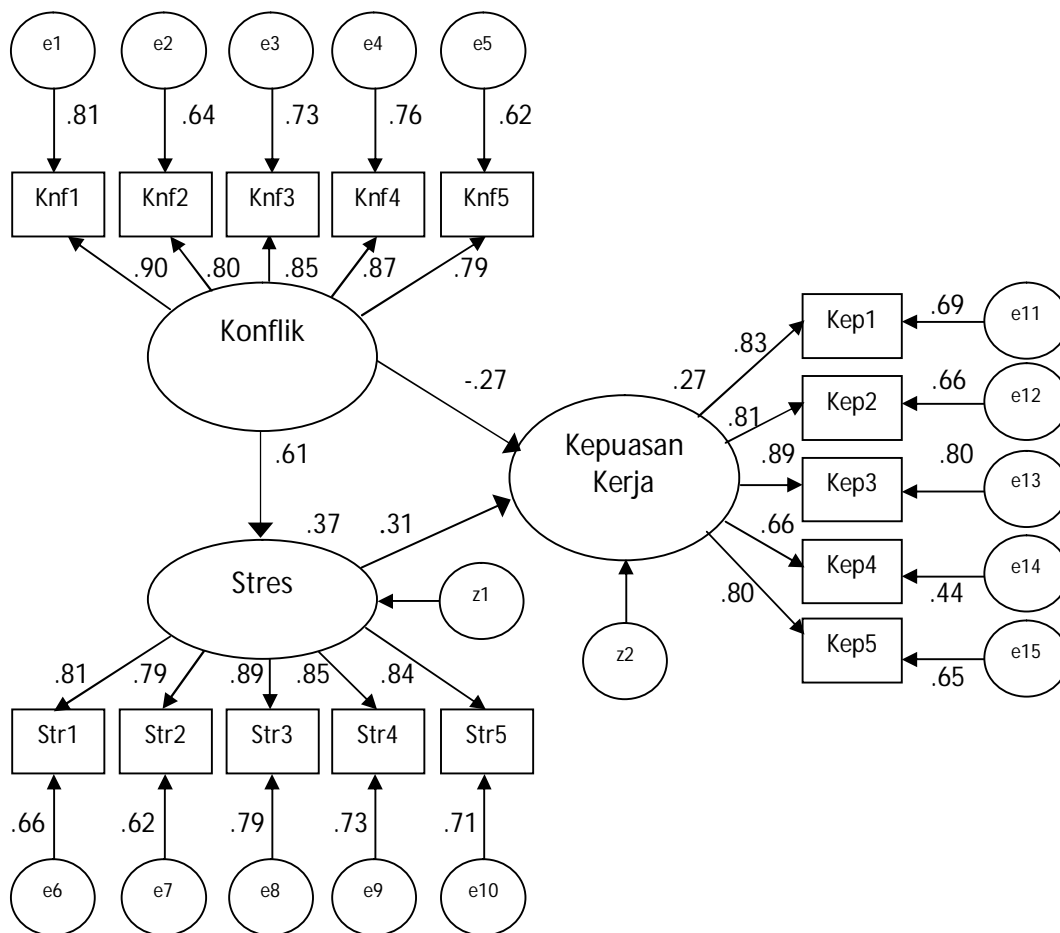 e1 e2 e3 e4 e5
.81 .64 .73 .76 .62
Knf1 Knf2 Knf3 Knf4 Knf5
.90 .80 .85 .87 .79
Konflik
-.27
.61
.27
.83
.81
.89
.66
.80
Kep1
.69
e11
Kep2
.66
e12
Kep3
.80
e13
Kep4
.44
e14
Kep5
.65
e15
Kepuasan
Kerja
z2
.37 .31
Stres
z1
.81 .79 .89 .85 .84
Str1 Str2 Str3 Str4 Str5
.66 .62 .79 .73 .71
e6 e7 e8 e9 e10